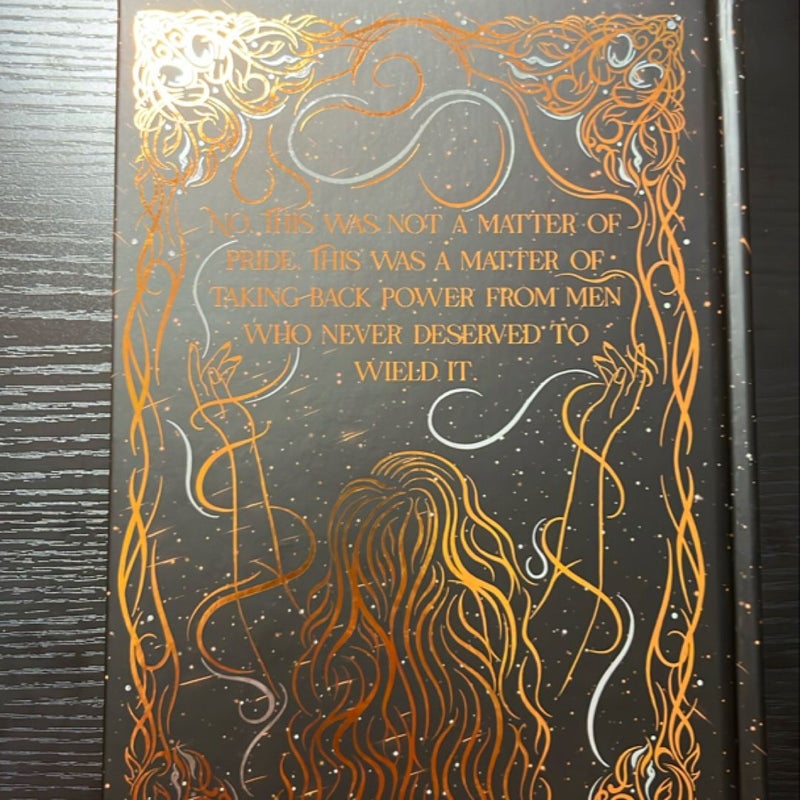 NO, THIS WAS NOT A MATTER OF
PRIDE. THIS WAS A MATTER OF
TAKING BACK POWER FROM MEN
WHO NEVER DESERVED TO
WIELD IT.